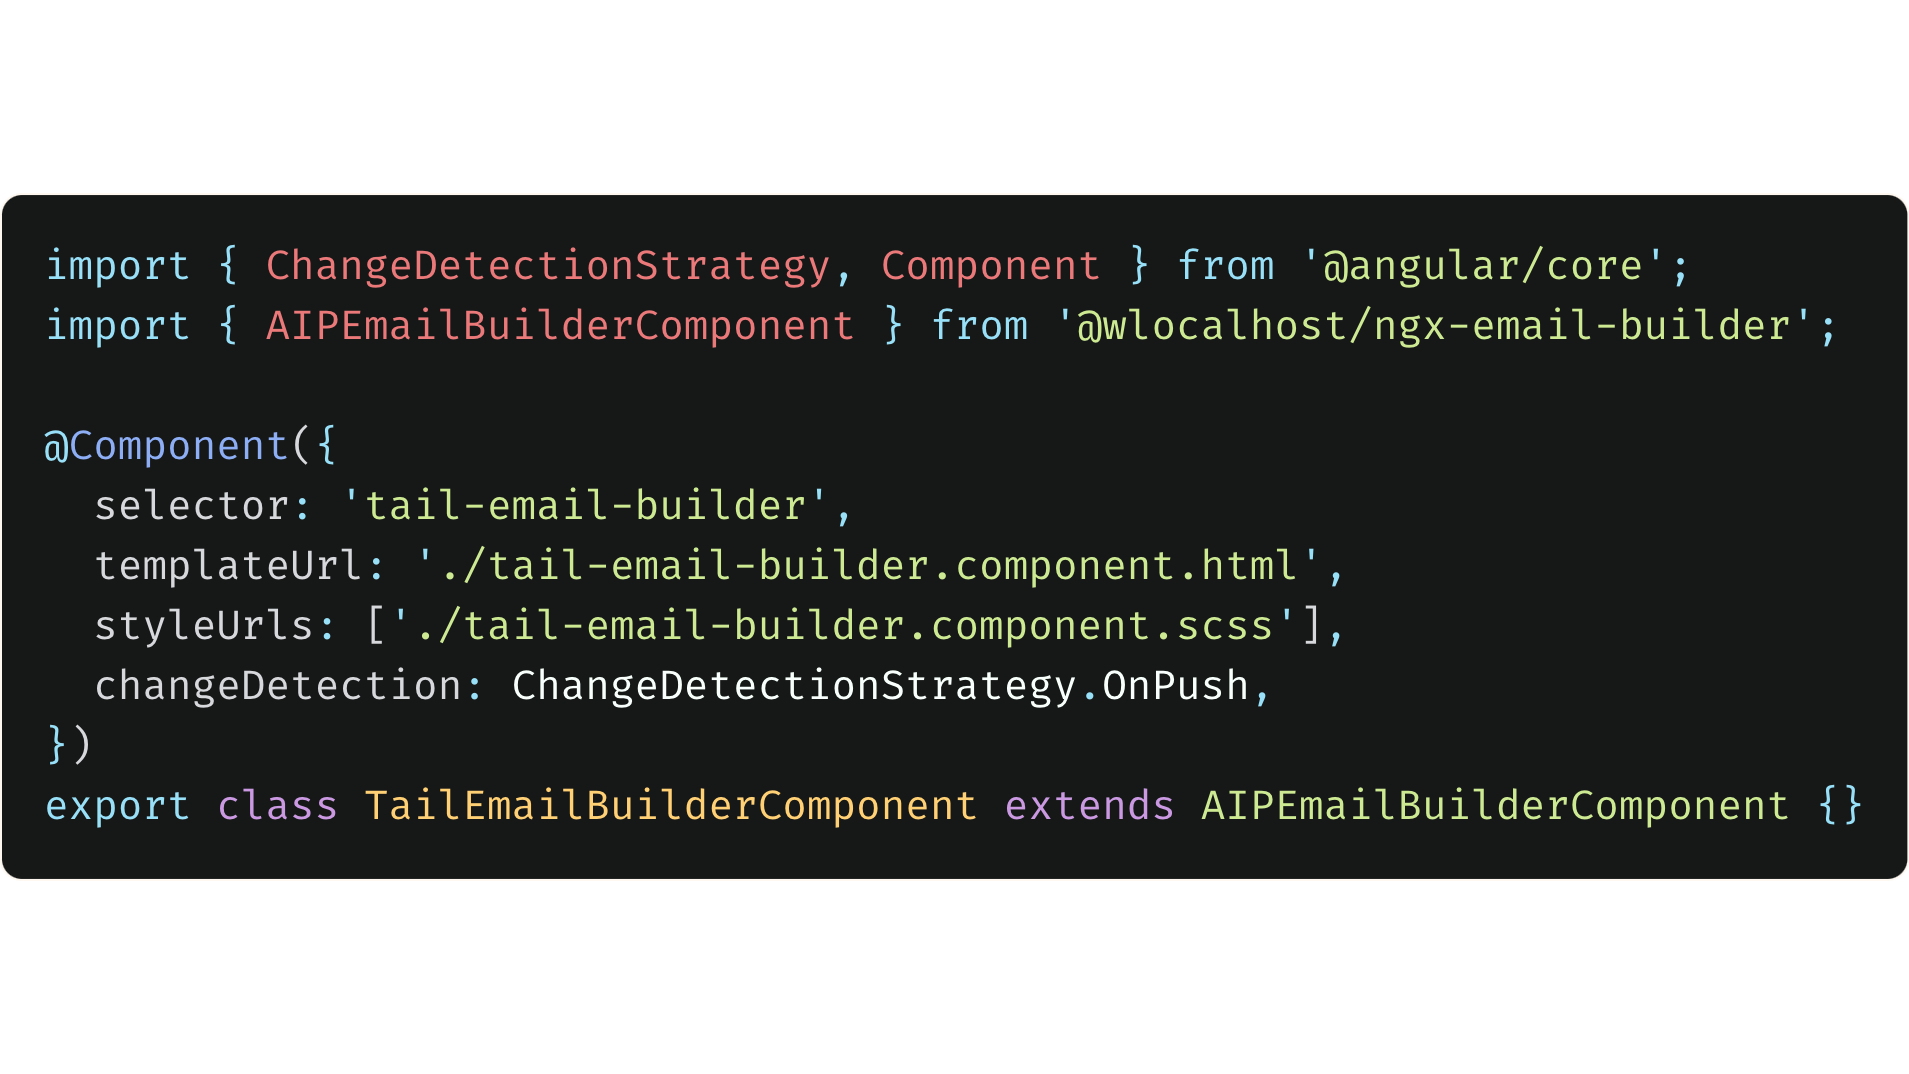 import { ChangeDetectionStrategy, Component } from '@angular/core';
import { AIPEmailBuilderComponent } from '@wlocalhost/ngx-email-builder';

@Component({
  selector: 'tail-email-builder',
  templateUrl: './tail-email-builder.component.html',
  styleUrls: ['./tail-email-builder.component.scss'],
  changeDetection: ChangeDetectionStrategy.OnPush,
})
export class TailEmailBuilderComponent extends AIPEmailBuilderComponent {}